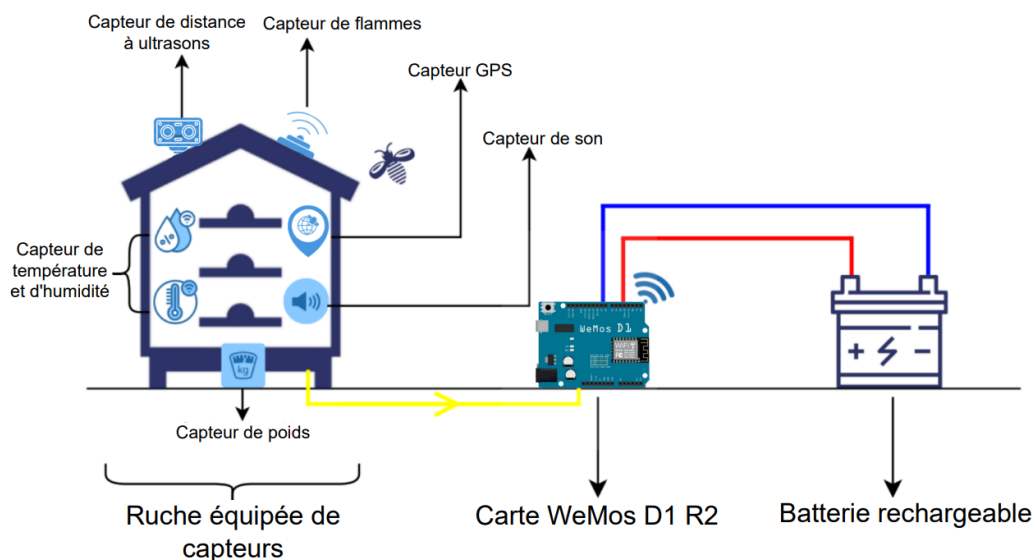 Capteur de distance
à ultrasons
Capteur de flammes
Capteur GPS
Capteur de son
%
Capteur de
température
et d'humidité
WeMos D1
WiFi
kg
+ -
Capteur de poids
Ruche équipée de
capteurs
Carte WeMos D1 R2
Batterie rechargeable